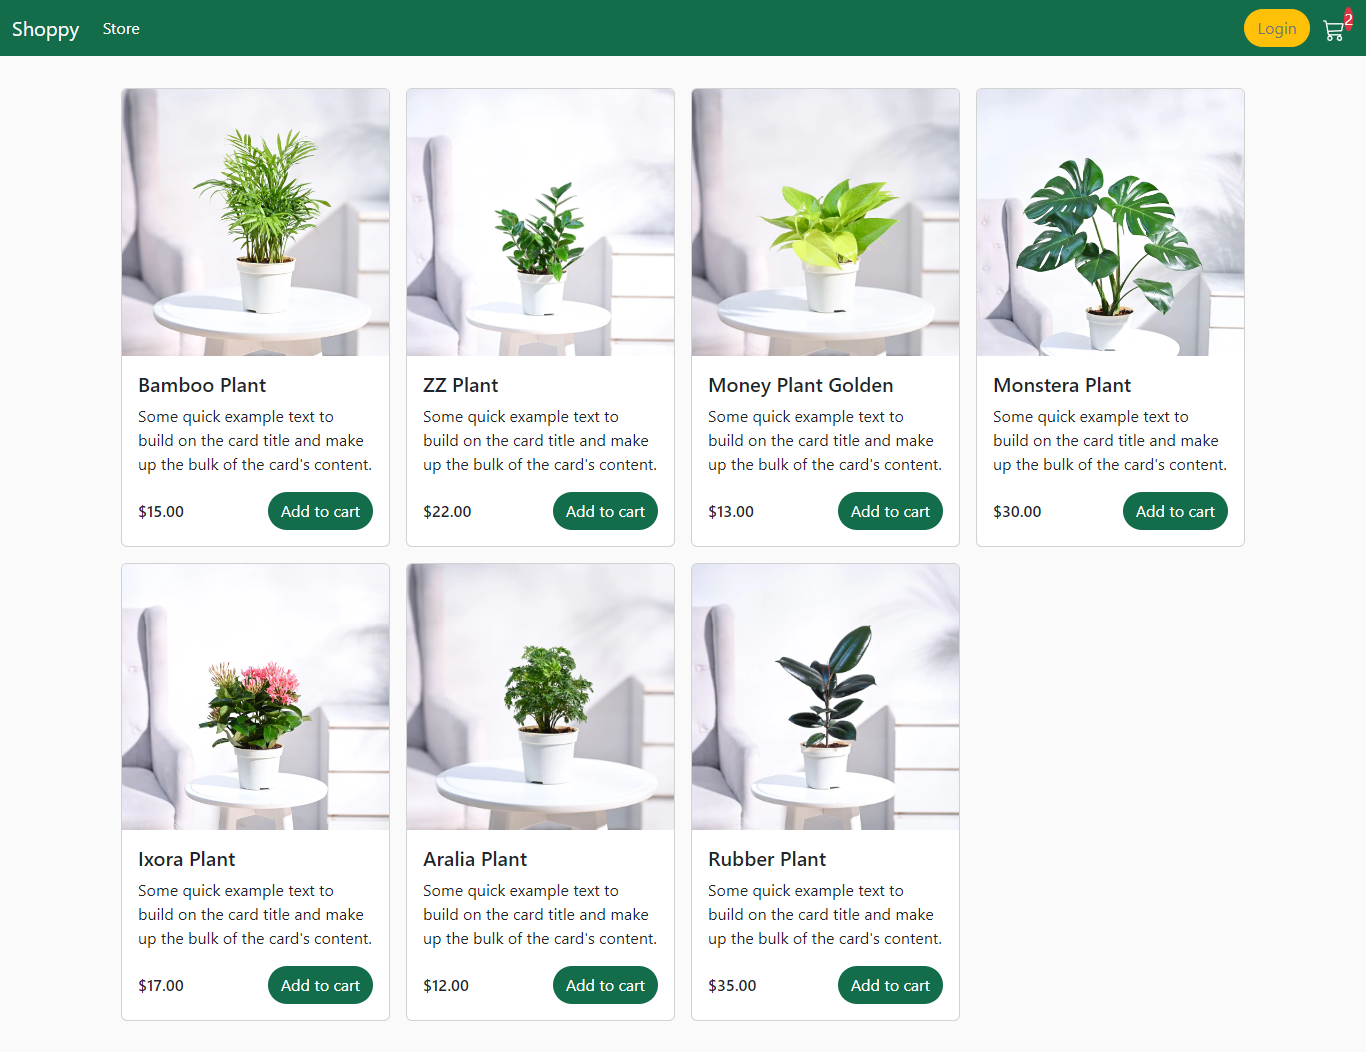 Shoppy Store Login 2
Bamboo Plant
Some quick example text to
build on the card title and make
up the bulk of the card's content.
$15.00 Add to cart
ZZ Plant
Some quick example text to
build on the card title and make
up the bulk of the card's content.
$22.00 Add to cart
Money Plant Golden
Some quick example text to
build on the card title and make
up the bulk of the card's content.
$13.00 Add to cart
Monstera Plant
Some quick example text to
build on the card title and make
up the bulk of the card's content.
$30.00 Add to cart
Ixora Plant
Some quick example text to
build on the card title and make
up the bulk of the card's content.
$17.00 Add to cart
Aralia Plant
Some quick example text to
build on the card title and make
up the bulk of the card's content.
$12.00 Add to cart
Rubber Plant
Some quick example text to
build on the card title and make
up the bulk of the card's content.
$35.00 Add to cart